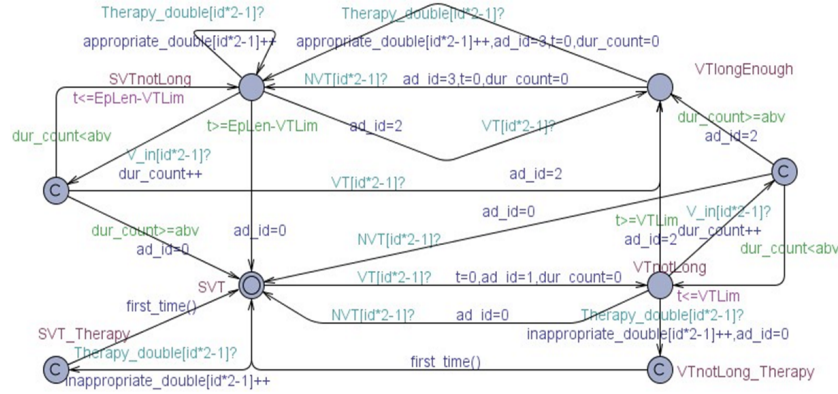 Therapy_double[id*2-1]?
Therapy_double[id*2-1]?
appropriate_double[id*2-1]++
appropriate_double[id*2-1]++,ad_id=3,t=0,dur_count=0
VTlongEnough
SVTnotLong
NVT[id*2-1]?
ad_id=3,t=0,dur_count=0
t<=EpLen-VTLim
t>=EpLen-VTLim
ad_id=2
VT[id*2-1]?
dur_count>=abv
ad_id=2
dur_count<abv
V_in[id*2-1]?
dur_count++
VT[id*2-1]?
ad_id=2
C
C
ad_id=0
V_in[id*2-1]?
t>=VTLim
dur_count++
dur_count>=abv
ad_id=0
ad_id=0
NVT[id*2-1]?
ad_id=2
dur_count<abv
VTnotLong
SVT
VT[id*2-1]?
t=0,ad_id=1,dur_count=0
t<=VTLim
first_time()
NVT[id*2-1]?
ad_id=0
Therapy_double[id*2-1]?
inappropriate_double[id*2-1]++,ad_id=0
SVT_Therapy
Therapy_double[id*2-1]?
first_time()
C
C
VTnotLong_Therapy
inappropriate_double[id*2-1]++